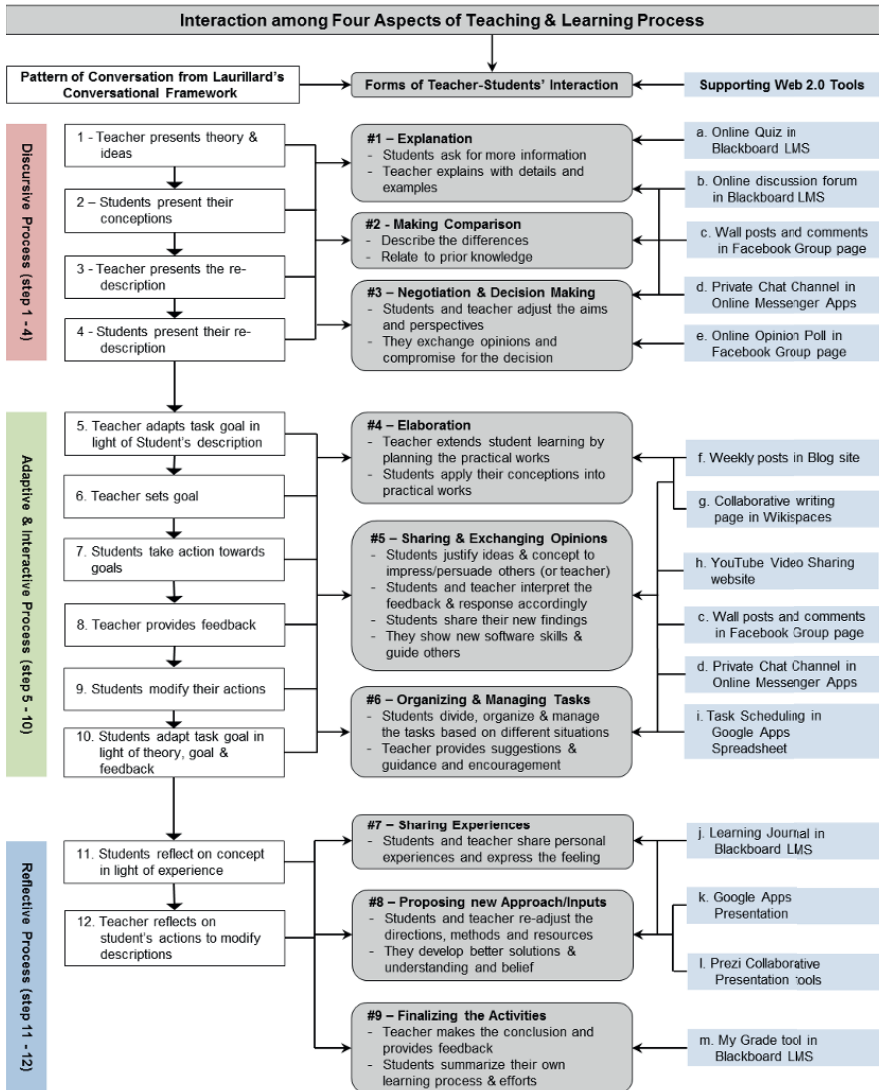 Interaction among Four Aspects of Teaching & Learning Process
Pattern of Conversation from Laurillard's
Conversational Framework
Forms of Teacher-Students' Interaction
Supporting Web 2.0 Tools
Discursive Process (step 1 - 4)
1 - Teacher presents theory &
ideas
2 – Students present their
conceptions
3 - Teacher presents the re-
description
4 - Students present their re-
description
#1 – Explanation
- Students ask for more information
- Teacher explains with details and
examples
#2 - Making Comparison
- Describe the differences
- Relate to prior knowledge
#3 – Negotiation & Decision Making
- Students and teacher adjust the aims
and perspectives
- They exchange opinions and
compromise for the decision
a. Online Quiz in
Blackboard LMS
b. Online discussion forum
in Blackboard LMS
c. Wall posts and comments
in Facebook Group page
d. Private Chat Channel in
Online Messenger Apps
e. Online Opinion Poll in
Facebook Group page
Adaptive & Interactive Process (step 5 - 10)
5. Teacher adapts task goal in
light of Student's description
6. Teacher sets goal
7. Students take action towards
goals
8. Teacher provides feedback
9. Students modify their actions
10. Students adapt task goal in
light of theory, goal &
feedback
#4 – Elaboration
- Teacher extends student learning by
planning the practical works
- Students apply their conceptions into
practical works
#5 – Sharing & Exchanging Opinions
- Students justify ideas & concept to
impress/persuade others (or teacher)
- Students and teacher interpret the
feedback & response accordingly
- Students share their new findings
- They show new software skills &
guide others
#6 – Organizing & Managing Tasks
- Students divide, organize & manage
the tasks based on different situations
- Teacher provides suggestions &
guidance and encouragement
f. Weekly posts in Blog site
g. Collaborative writing
page in Wikispaces
h. YouTube Video Sharing
website
c. Wall posts and comments
in Facebook Group page
d. Private Chat Channel in
Online Messenger Apps
i. Task Scheduling in
Google Apps
Spreadsheet
Reflective Process (step 11 - 12)
11. Students reflect on concept
in light of experience
12. Teacher reflects on
student's actions to modify
descriptions
#7 – Sharing Experiences
- Students and teacher share personal
experiences and express the feeling
#8 – Proposing new Approach/Inputs
- Students and teacher re-adjust the
directions, methods and resources
- They develop better solutions &
understanding and belief
#9 – Finalizing the Activities
- Teacher makes the conclusion and
provides feedback
- Students summarize their own
learning process & efforts
j. Learning Journal in
Blackboard LMS
k. Google Apps
Presentation
l. Prezi Collaborative
Presentation tools
m. My Grade tool in
Blackboard LMS